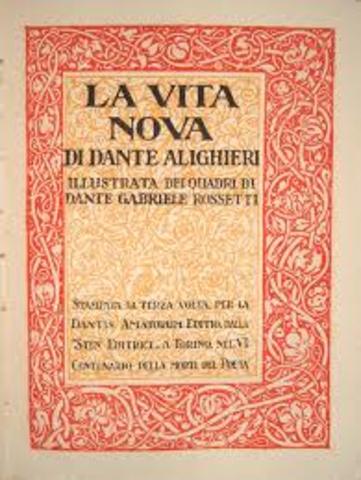 LA VITA
NOVA
DI DANTE ALIGHIERI
ILLUSTRATA DEI QUADRI DI
DANTE GABRIELE ROSSETTI
STAMPATA LA TERZA VOLTA, PER LA
DANTIS AMATORUM EDITIO, DALLA
STEN EDITRICE, A TORINO, NEL VI
CENTENARIO DELLA MORTE DEL POETA